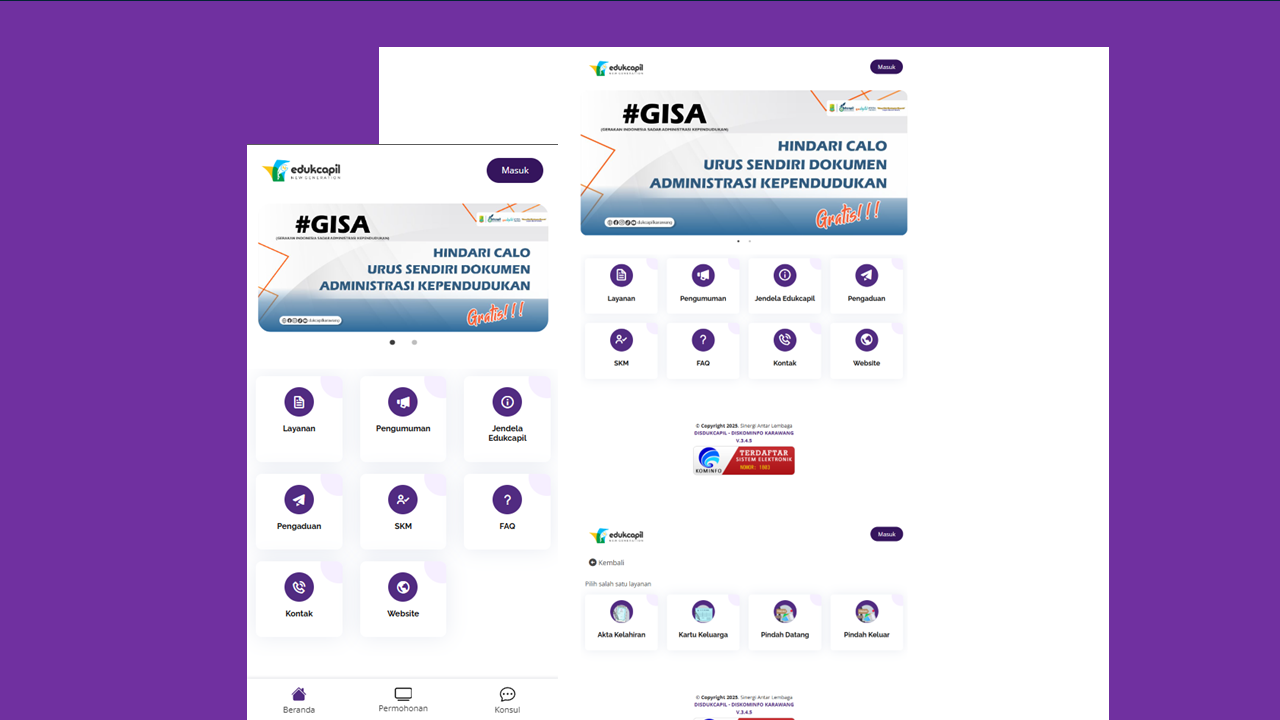 edukcapil
NEW GENERATION
Masuk
#GISA
(GERAKAN INDONESIA SADAR ADMINISTRASI KEPENDUDUKAN)
HINDARI CALO
URUS SENDIRI DOKUMEN
ADMINISTRASI KEPENDUDUKAN
Gratis!!!
dukcapilkarawang
Layanan
Pengumuman
Jendela Edukcapil
Pengaduan
SKM
FAQ
Kontak
Website
© Copyright 2025. Sinergi Antar Lembaga
DISDUKCAPIL - DISKOMINFO KARAWANG
V.3.4.5
KOMINFO
TERDAFTAR
SISTEM ELEKTRONIK
NOMOR: 1003
edukcapil
NEW GENERATION
Masuk
Kembali
Pilih salah satu layanan
Akta Kelahiran
Kartu Keluarga
Pindah Datang
Pindah Keluar
© Copyright 2025. Sinergi Antar Lembaga
DISDUKCAPIL - DISKOMINFO KARAWANG
V.3.4.5
edukcapil
NEW GENERATION
Masuk
#GISA
(GERAKAN INDONESIA SADAR ADMINISTRASI KEPENDUDUKAN)
HINDARI CALO
URUS SENDIRI DOKUMEN
ADMINISTRASI KEPENDUDUKAN
Gratis!!!
dukcapilkarawang
Layanan
Pengumuman
Jendela
Edukcapil
Pengaduan
SKM
FAQ
Kontak
Website
Beranda
Permohonan
Konsul